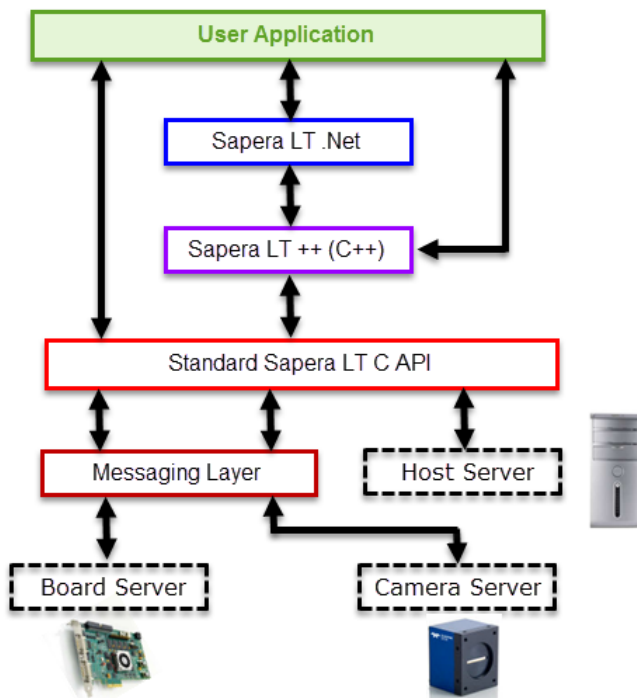 User Application
Sapera LT .Net
Sapera LT ++ (C++)
Standard Sapera LT C API
Messaging Layer
Host Server
Board Server
Camera Server